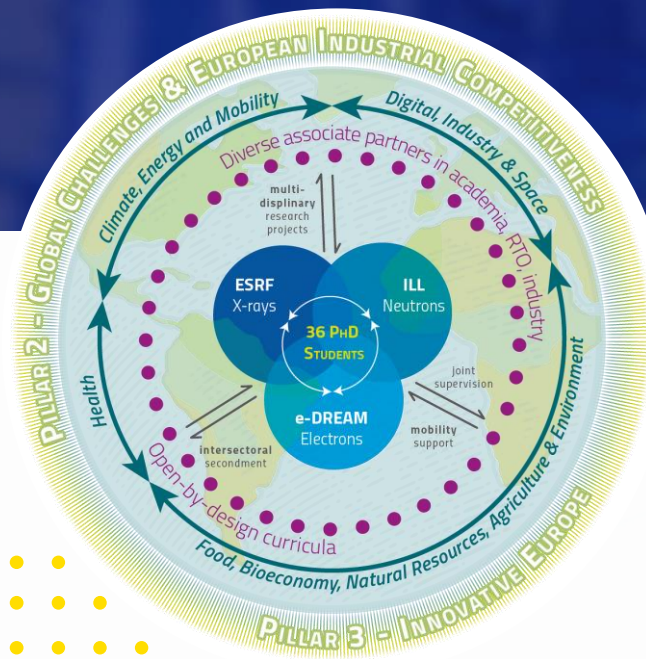 PILLAR 2 - GLOBAL CHALLENGES & EUROPEAN INDUSTRIAL COMPETITIVENESS
Climate, Energy and Mobility
Digital, Industry & Space
Diverse associate partners in academia, RTO, industry
multi-
displinary
research
projects
ESRF
X-rays
ILL
Neutrons
36 PHD
STUDENTS
e-DREAM
Electrons
joint
supervision
mobility
support
intersectoral
secondment
Health
Open-by-design curricula
Food, Bioeconomy, Natural Resources, Agriculture & Environment
PILLAR 3 - INNOVATIVE EUROPE